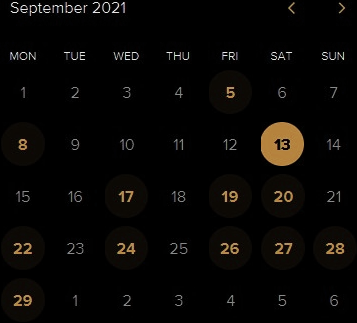 September 2021
MON TUE WED THU FRI SAT SUN
1 2 3 4 5 6 7
8 9 10 11 12 13 14
15 16 17 18 19 20 21
22 23 24 25 26 27 28
29 1 2 3 4 5 6